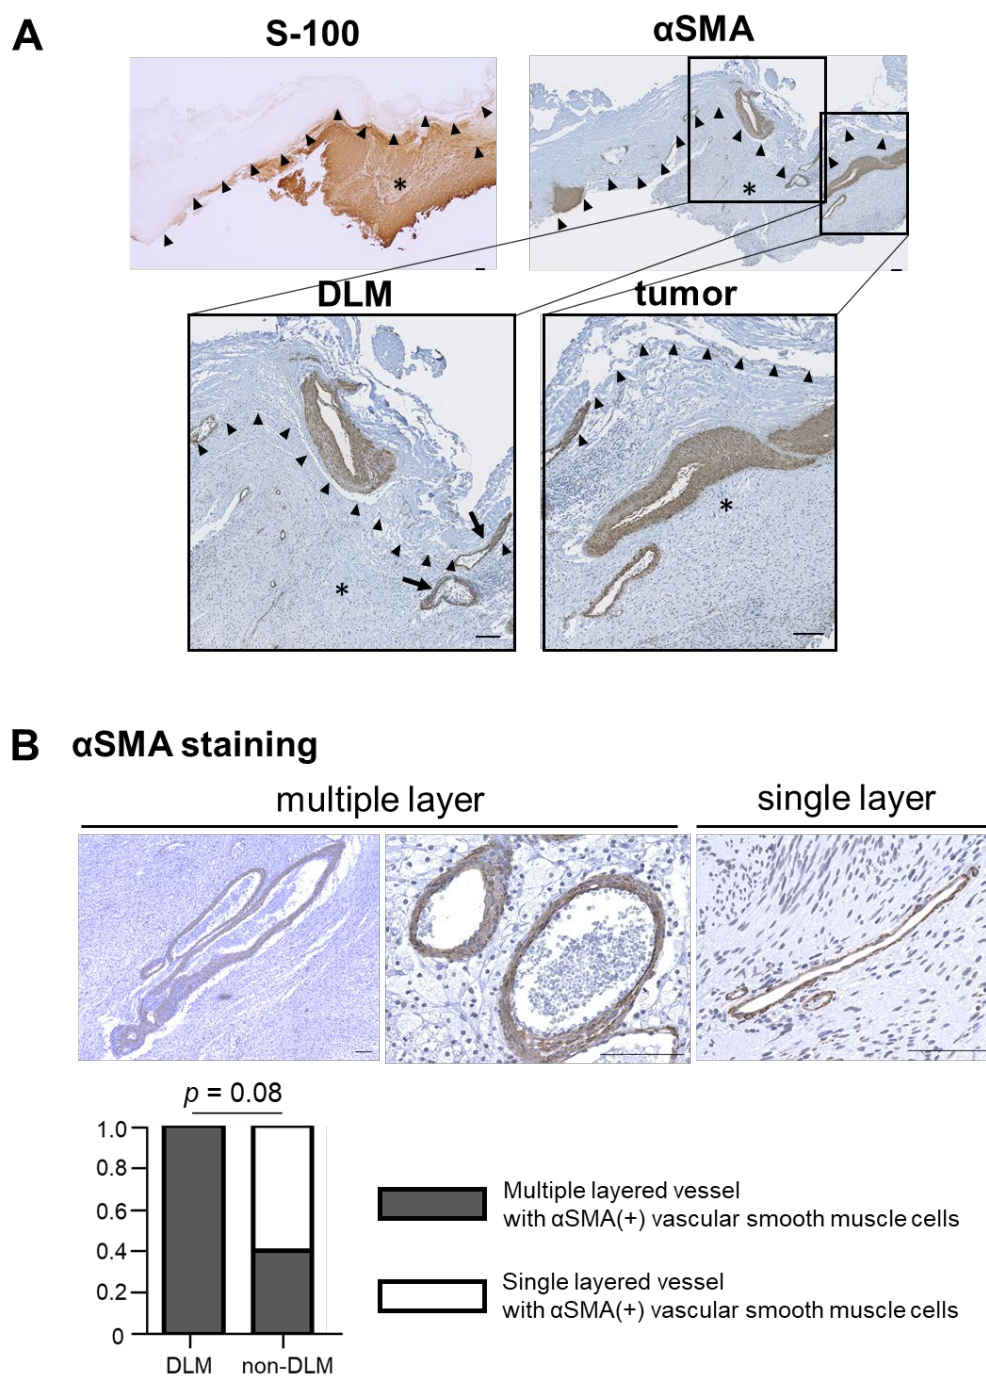 A
S-100
αSMA
*
*
DLM
tumor
*
*
B αSMA staining
multiple layer
single layer
p = 0.08
1.0
0.8
0.6
0.4
0.2
0
DLM
non-DLM
Multiple layered vessel
with αSMA(+) vascular smooth muscle cells
Single layered vessel
with αSMA(+) vascular smooth muscle cells